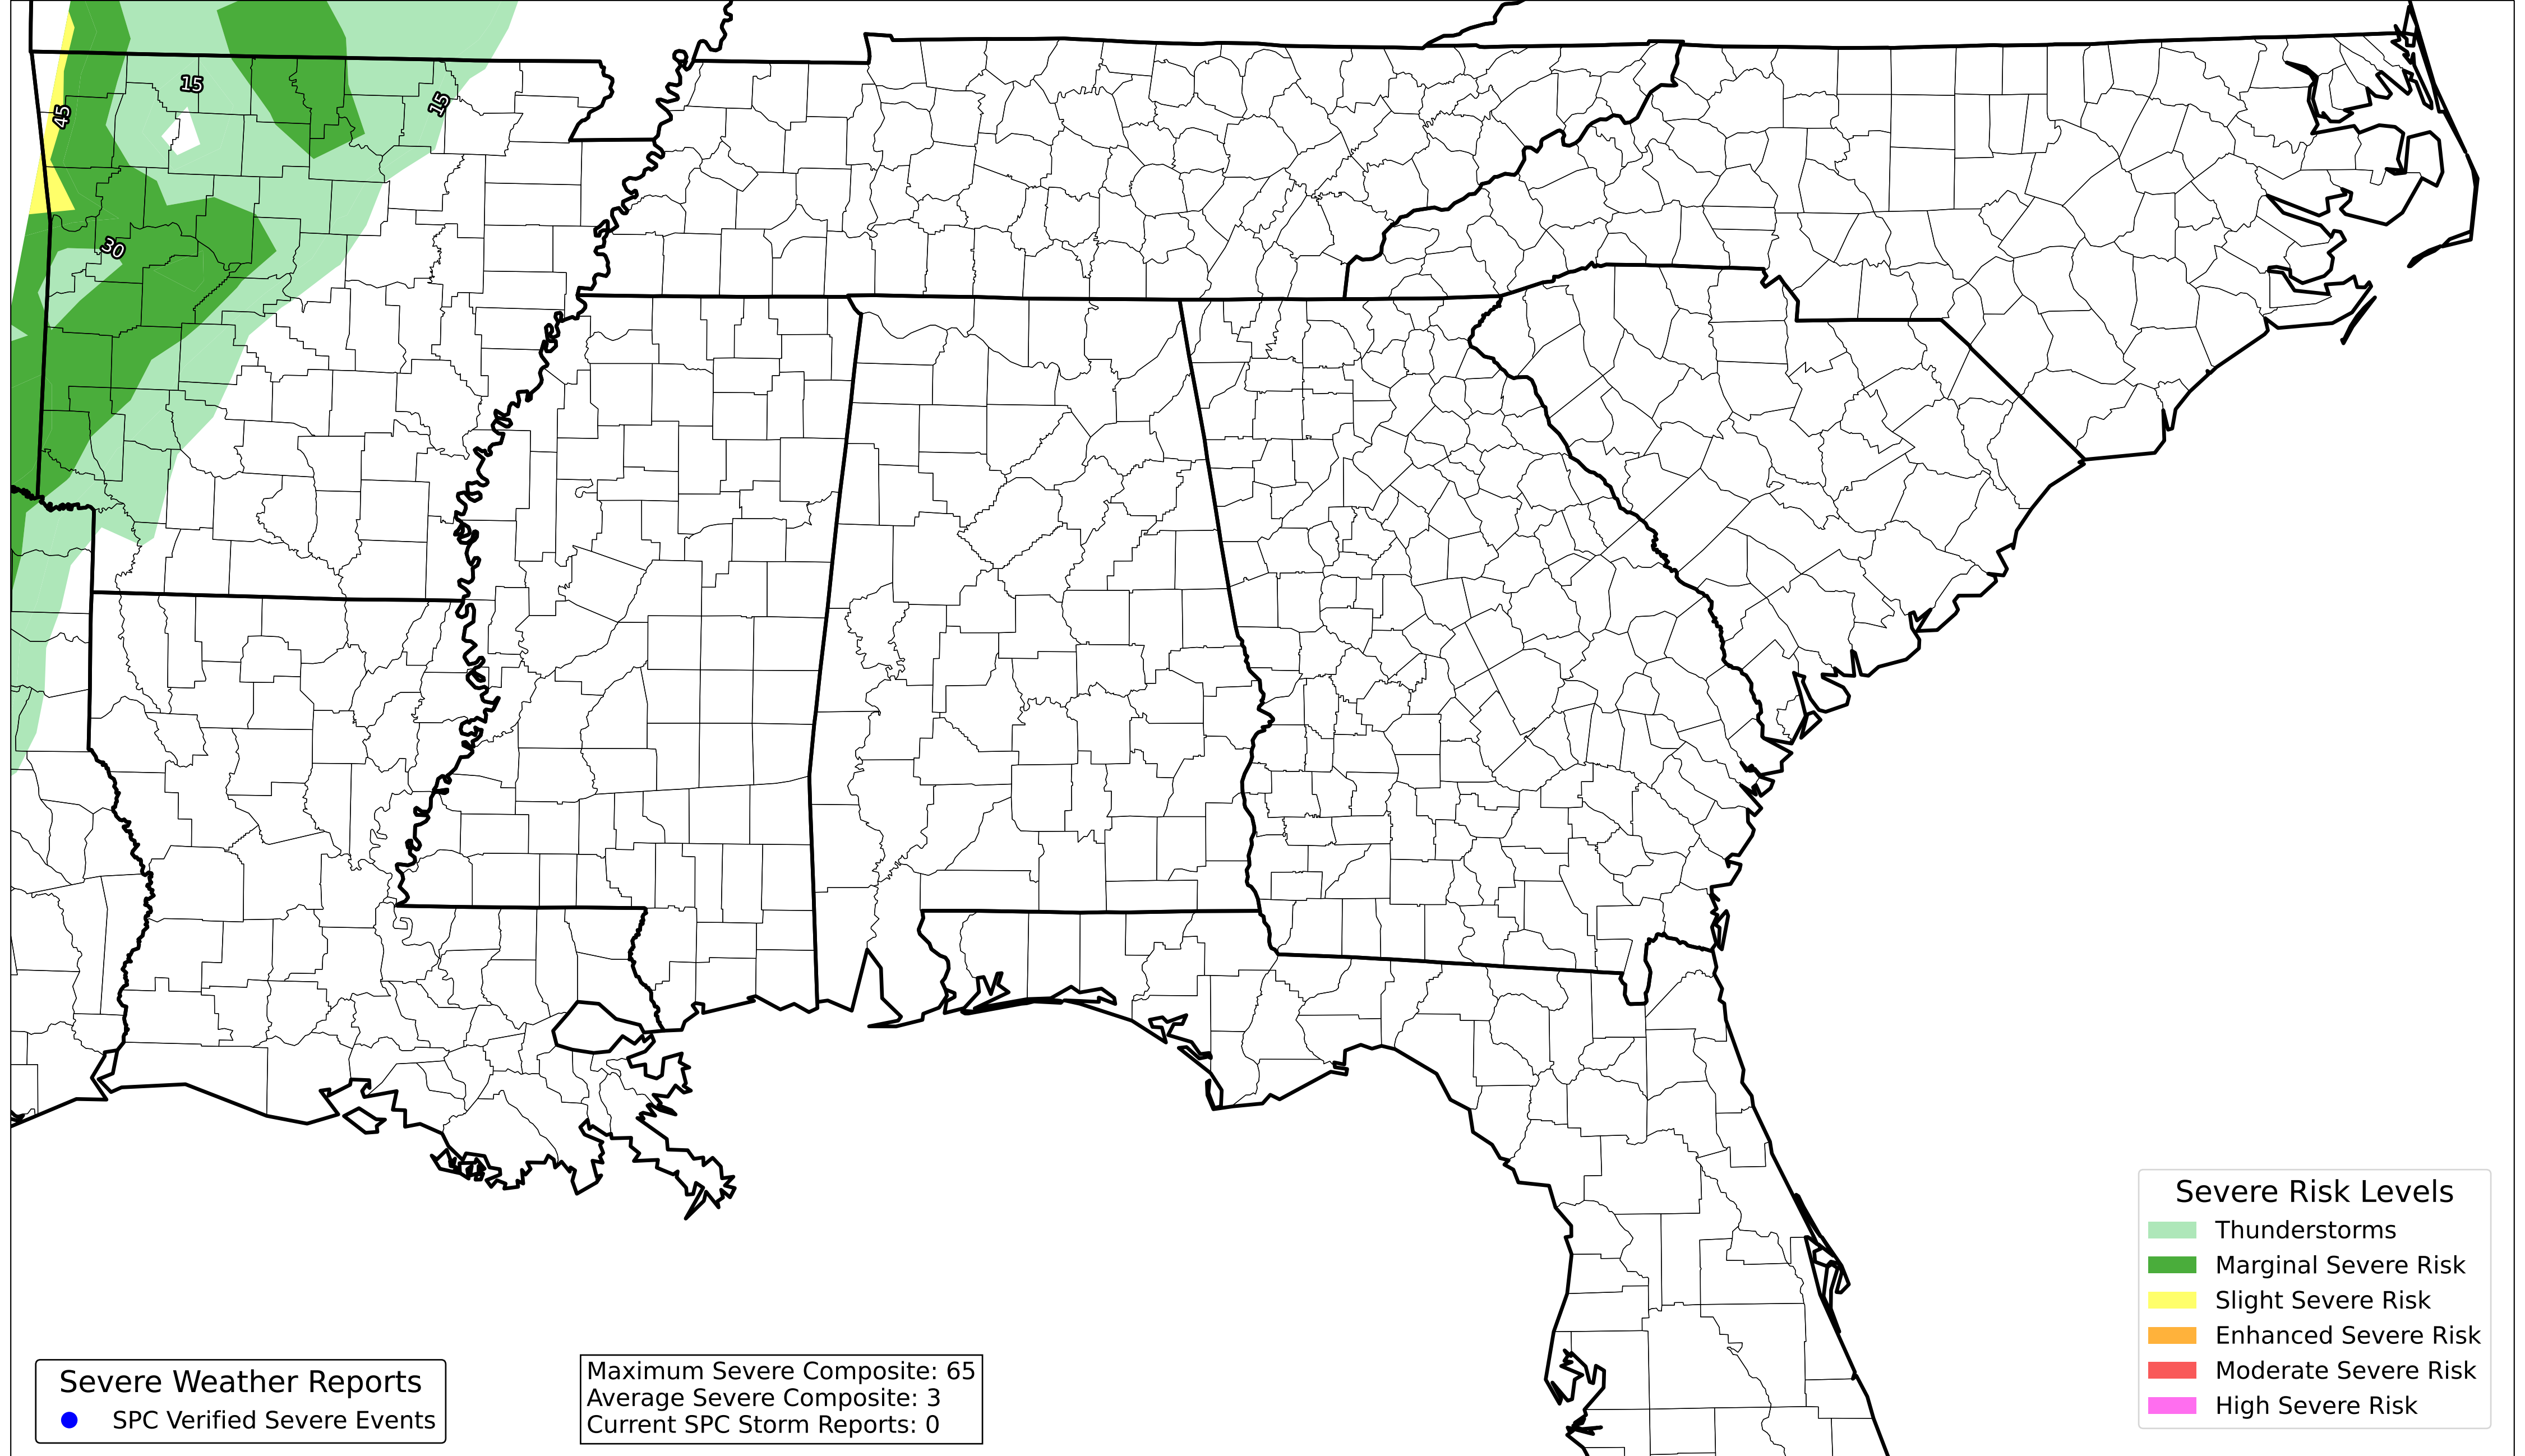 15
15
45
30
Severe Risk Levels
Thunderstorms
Marginal Severe Risk
Slight Severe Risk
Enhanced Severe Risk
Moderate Severe Risk
High Severe Risk
Severe Weather Reports
SPC Verified Severe Events
Maximum Severe Composite: 65
Average Severe Composite: 3
Current SPC Storm Reports: 0